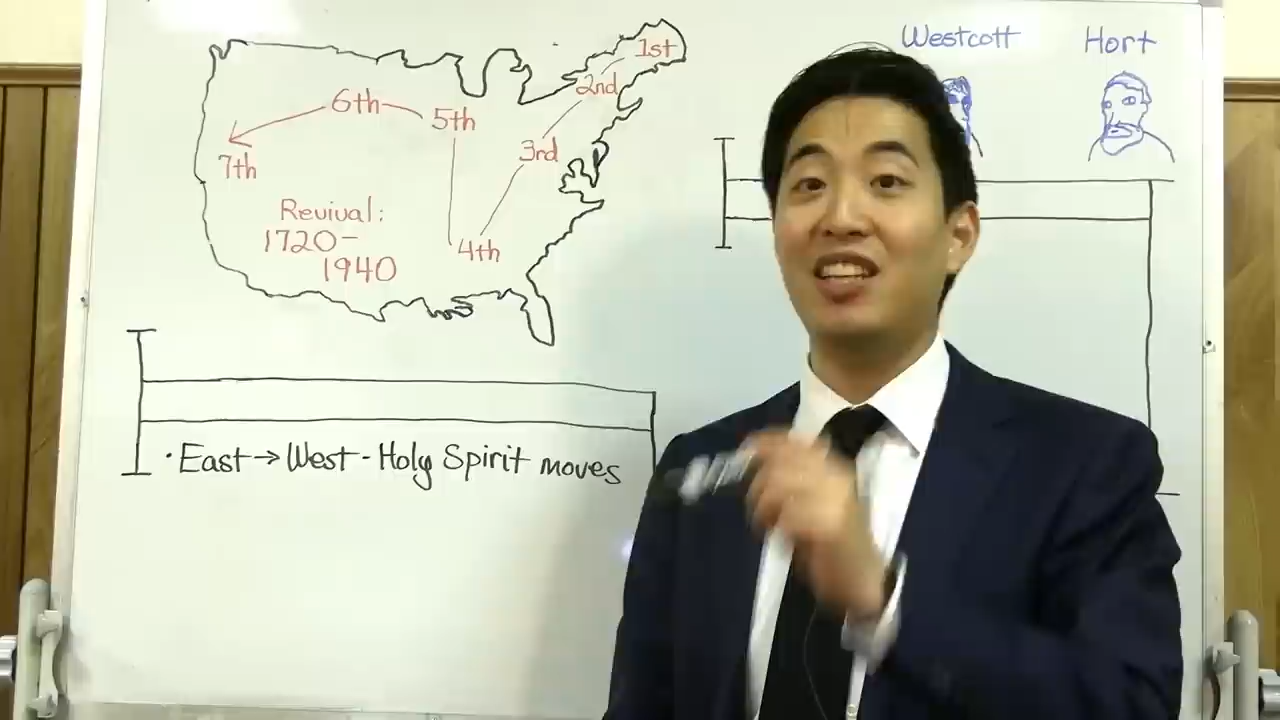 1st
2nd
3rd
4th
5th
6th
7th
Revival:
1720-
1940
· East → West - Holy Spirit moves
Westcott
Hort